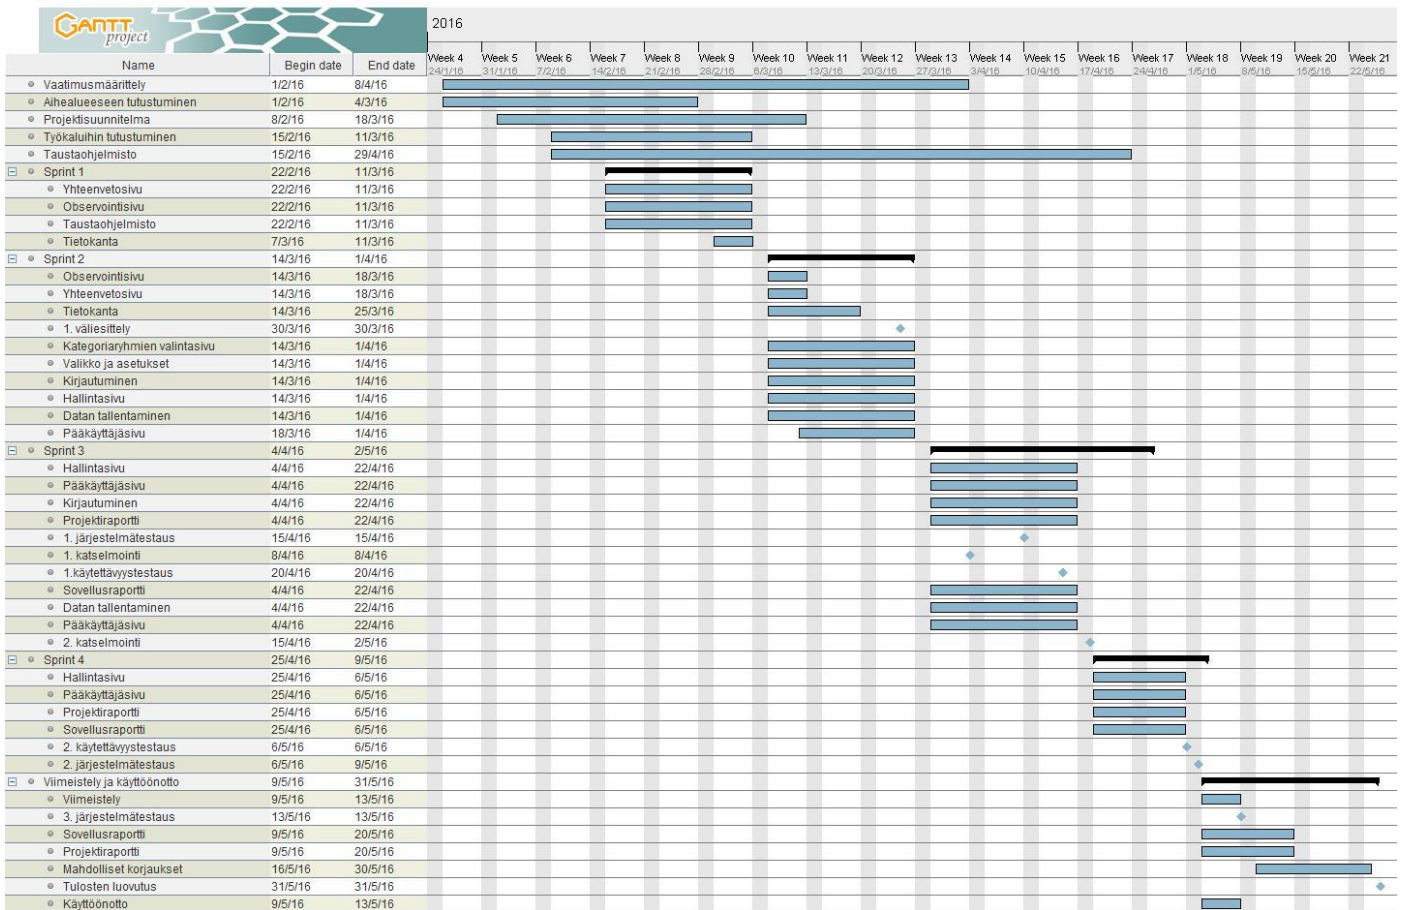 GANTT
project
2016
Name Begin date End date
Week 4 Week 5 Week 6 Week 7 Week 8 Week 9 Week 10 Week 11 Week 12 Week 13 Week 14 Week 15 Week 16 Week 17 Week 18 Week 19 Week 20 Week 21
24/1/16 31/1/16 7/2/16 14/2/16 21/2/16 28/2/16 6/3/16 13/3/16 20/3/16 27/3/16 3/4/16 10/4/16 17/4/16 24/4/16 1/5/16 8/5/16 15/5/16 22/5/16
Vaatimusmäärittely 1/2/16 8/4/16
Aihealueeseen tutustuminen 1/2/16 4/3/16
Projektisuunnitelma 8/2/16 18/3/16
Työkaluihin tutustuminen 15/2/16 11/3/16
Taustaohjelmisto 15/2/16 29/4/16
Sprint 1 22/2/16 11/3/16
Yhteenvetosivu 22/2/16 11/3/16
Observointisivu 22/2/16 11/3/16
Taustaohjelmisto 22/2/16 11/3/16
Tietokanta 7/3/16 11/3/16
Sprint 2 14/3/16 1/4/16
Observointisivu 14/3/16 18/3/16
Yhteenvetosivu 14/3/16 18/3/16
Tietokanta 14/3/16 25/3/16
1. väliesittely 30/3/16 30/3/16
Kategoriaryhmien valintasivu 14/3/16 1/4/16
Valikko ja asetukset 14/3/16 1/4/16
Kirjautuminen 14/3/16 1/4/16
Hallintasivu 14/3/16 1/4/16
Datan tallentaminen 14/3/16 1/4/16
Pääkäyttäjäsivu 18/3/16 1/4/16
Sprint 3 4/4/16 2/5/16
Hallintasivu 4/4/16 22/4/16
Pääkäyttäjäsivu 4/4/16 22/4/16
Kirjautuminen 4/4/16 22/4/16
Projektiraportti 4/4/16 22/4/16
1. järjestelmätestaus 15/4/16 15/4/16
1. katselmointi 8/4/16 8/4/16
1.käytettävyystestaus 20/4/16 20/4/16
Sovellusraportti 4/4/16 22/4/16
Datan tallentaminen 4/4/16 22/4/16
Pääkäyttäjäsivu 4/4/16 22/4/16
2. katselmointi 15/4/16 2/5/16
Sprint 4 25/4/16 9/5/16
Hallintasivu 25/4/16 6/5/16
Pääkäyttäjäsivu 25/4/16 6/5/16
Projektiraportti 25/4/16 6/5/16
Sovellusraportti 25/4/16 6/5/16
2. käytettävyystestaus 6/5/16 6/5/16
2. järjestelmätestaus 6/5/16 9/5/16
Viimeistely ja käyttöönotto 9/5/16 31/5/16
Viimeistely 9/5/16 13/5/16
3. järjestelmätestaus 13/5/16 13/5/16
Sovellusraportti 9/5/16 20/5/16
Projektiraportti 9/5/16 20/5/16
Mahdolliset korjaukset 16/5/16 30/5/16
Tulosten luovutus 31/5/16 31/5/16
Käyttöönotto 9/5/16 13/5/16